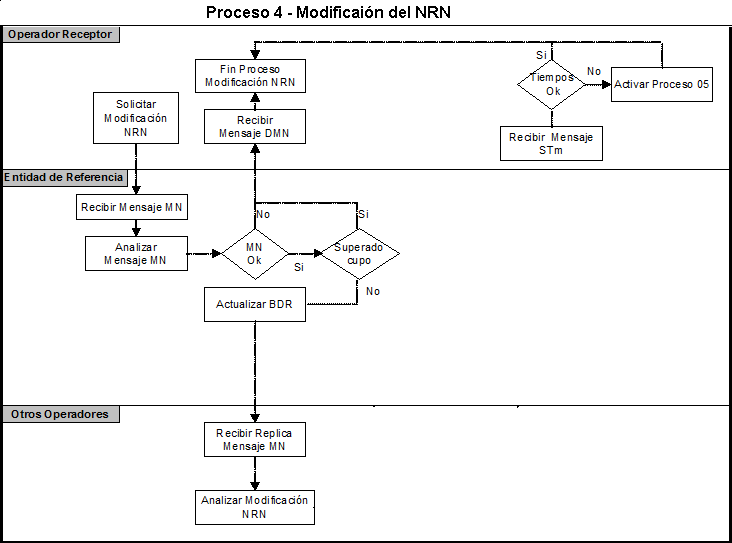 Proceso 4 - Modificaión del NRN
Operador Receptor
Fin Proceso
Modificación NRN
Si
Tiempos
Ok
No
Activar Proceso 05
Solicitar
Modificación
NRN
Recibir
Mensaje DMN
Recibir Mensaje
STm
Entidad de Referencia
Recibir Mensaje MN
No
Si
Analizar
Mensaje MN
MN
Ok
Si
Superado
cupo
No
Actualizar BDR
Otros Operadores
Recibir Replica
Mensaje MN
Analizar Modificación
NRN